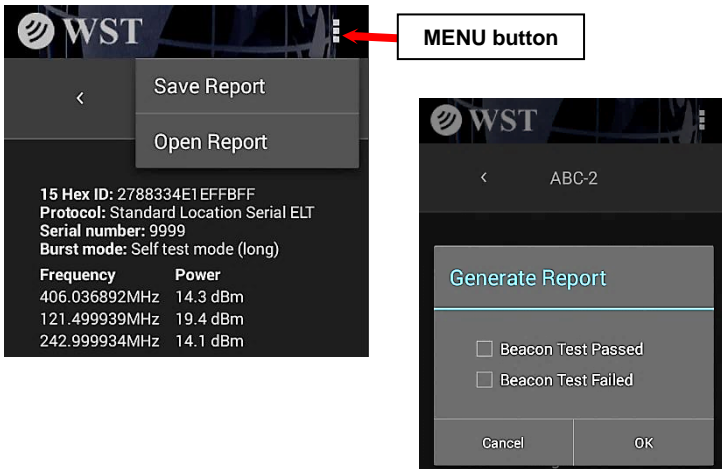 WST
MENU button
Save Report
Open Report
15 Hex ID: 2788334E1EFFBFF
Protocol: Standard Location Serial ELT
Serial number: 9999
Burst mode: Self test mode (long)
Frequency Power
406.036892MHz 14.3 dBm
121.499939MHz 19.4 dBm
242.999934MHz 14.1 dBm
WST
ABC-2
Generate Report
Beacon Test Passed
Beacon Test Failed
Cancel OK